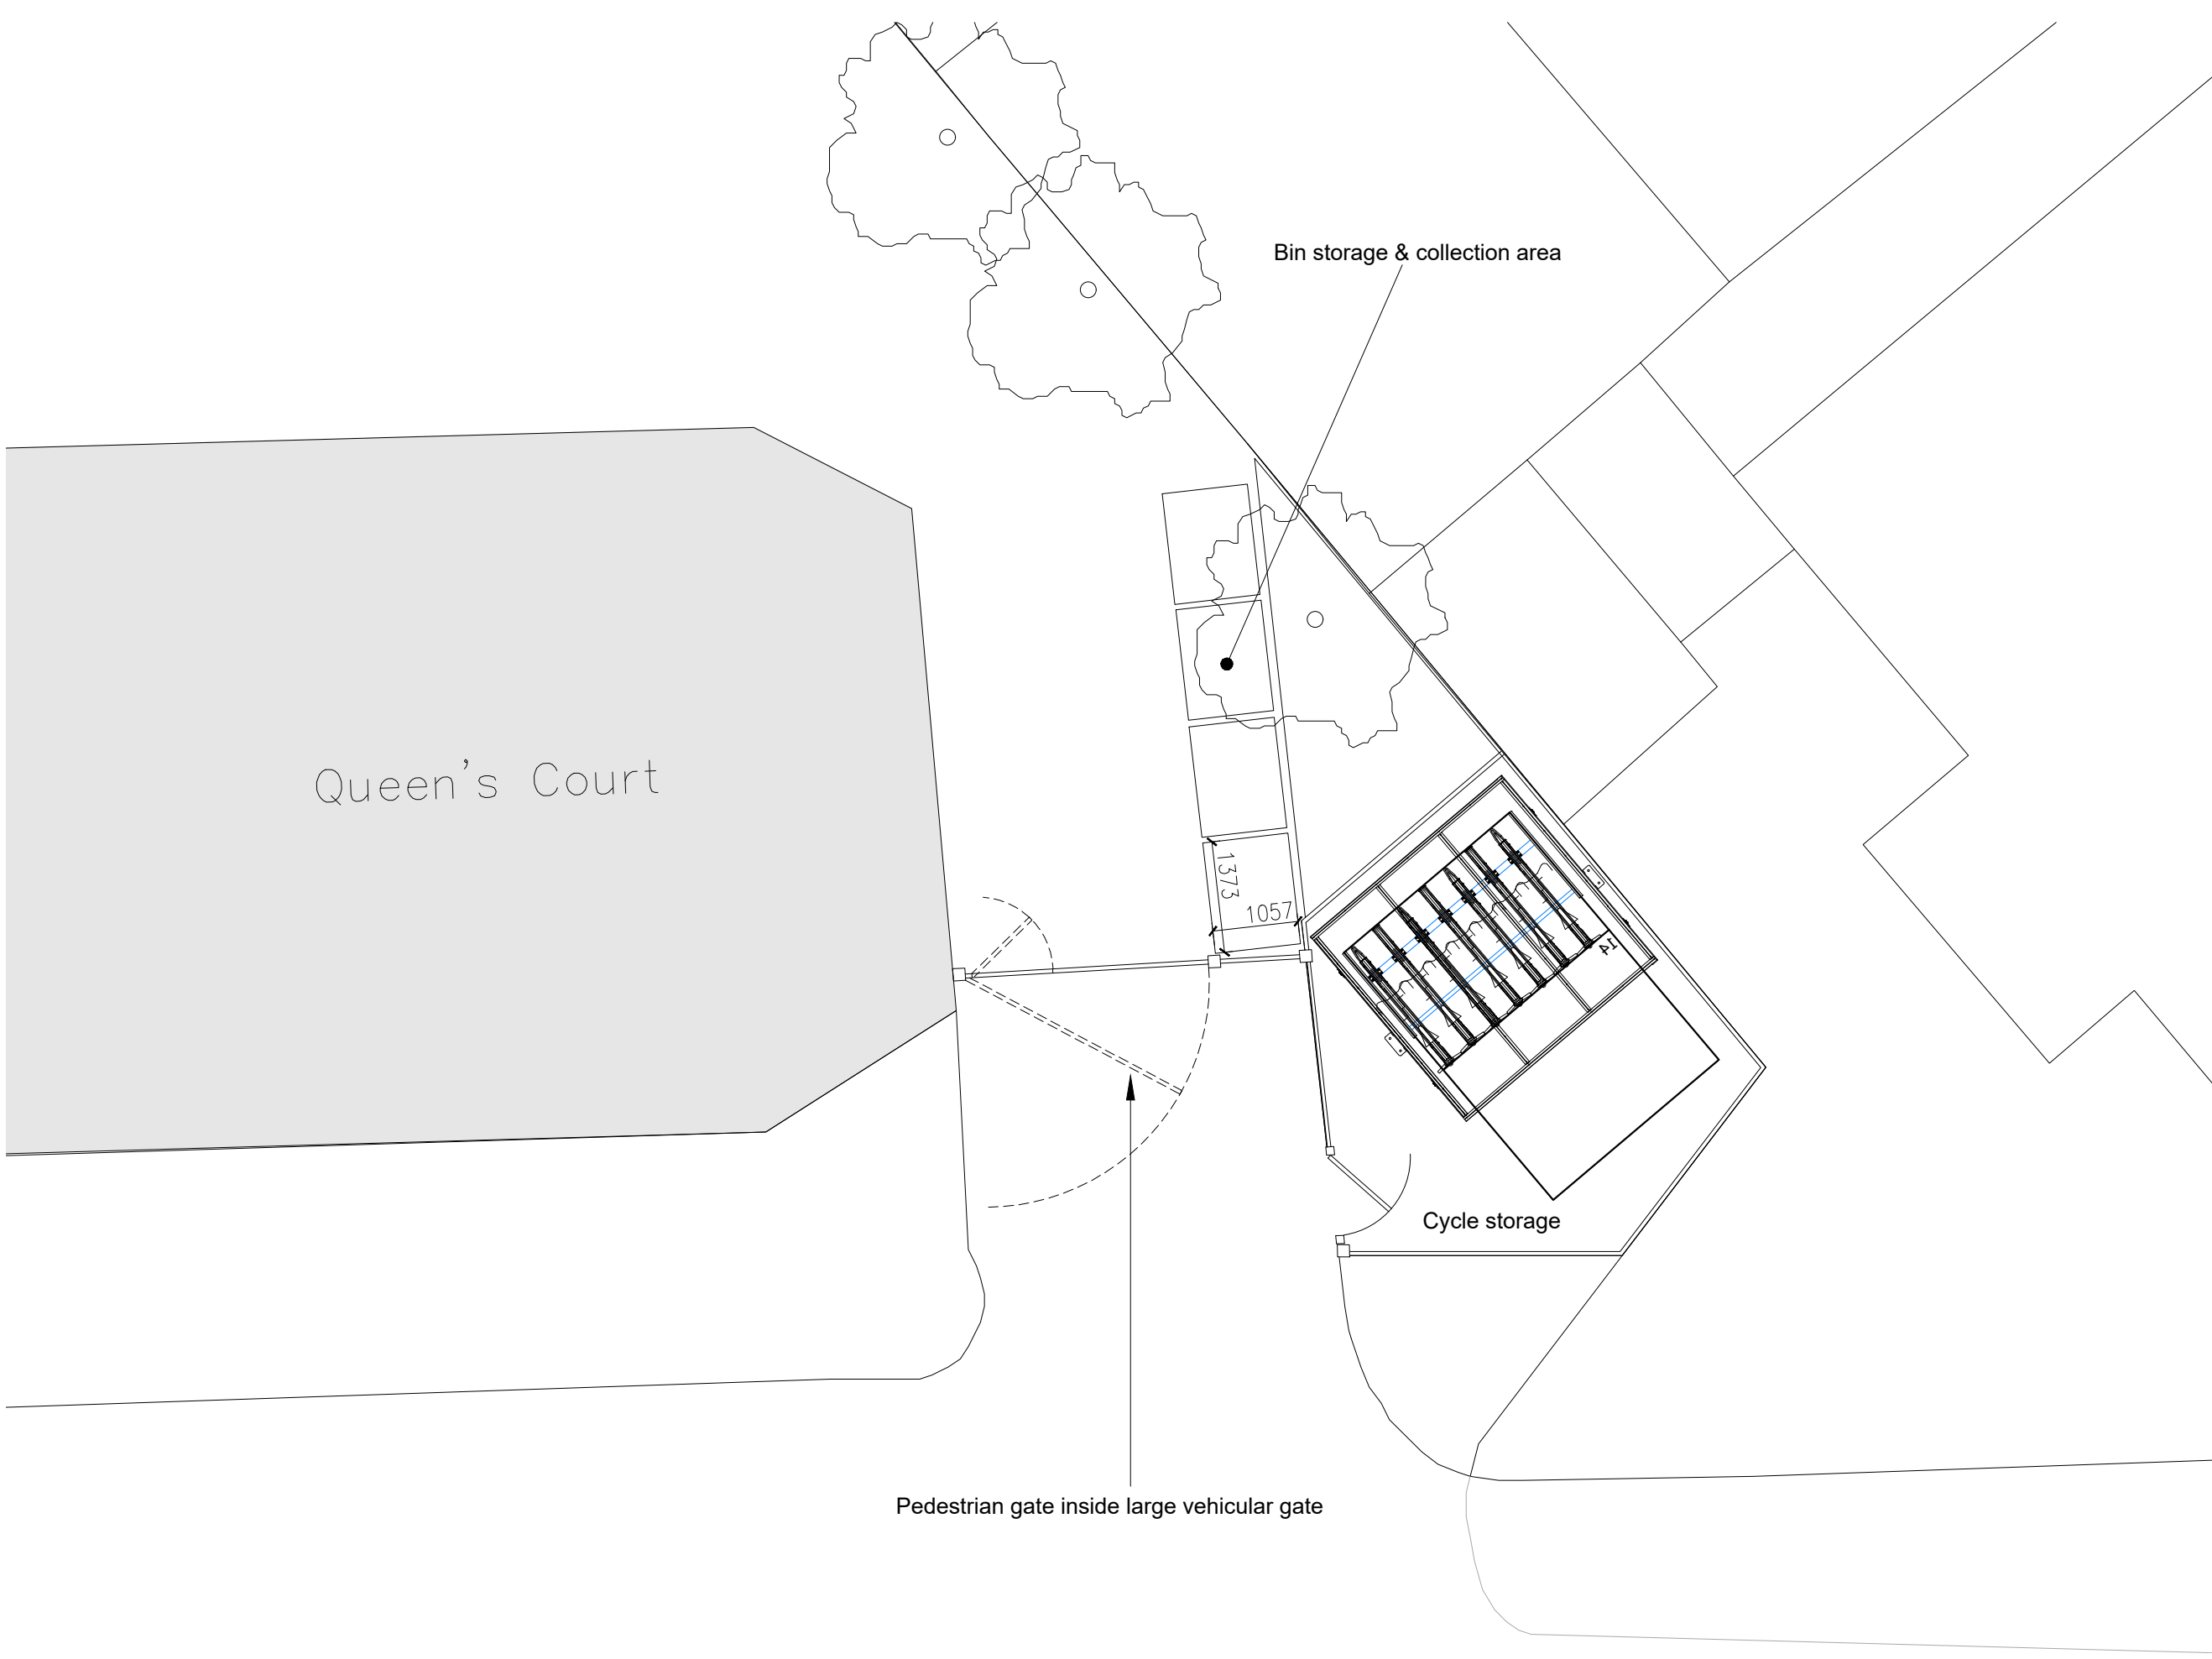 Bin storage & collection area
Queen's Court
1373
1057
14
Cycle storage
Pedestrian gate inside large vehicular gate